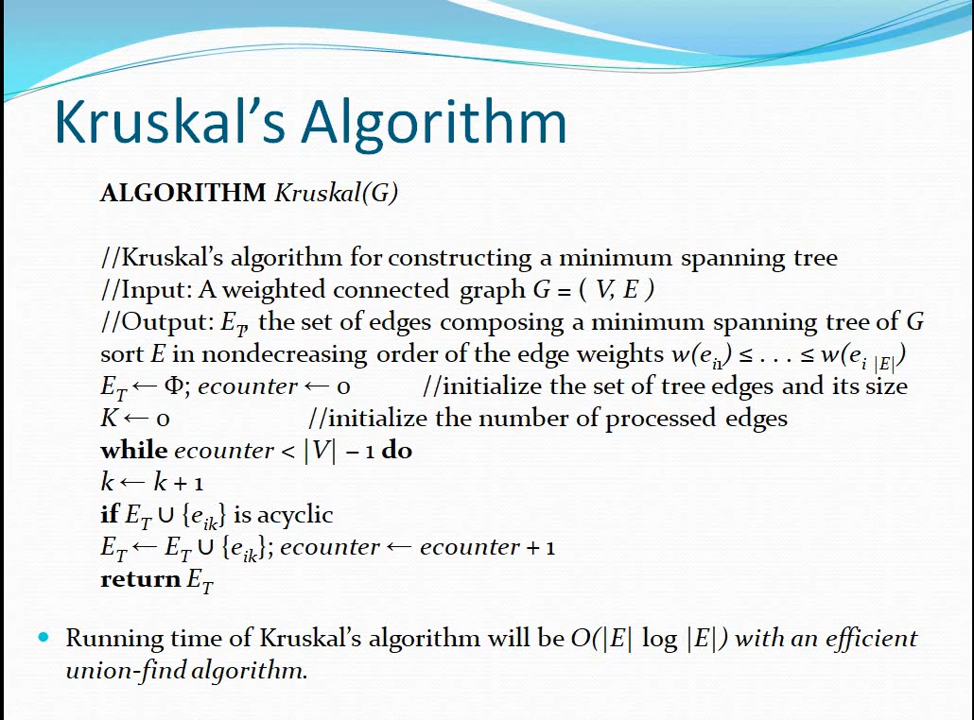 Kruskal’s Algorithm
ALGORITHM Kruskal(G)
//Kruskal’s algorithm for constructing a minimum spanning tree
//Input: A weighted connected graph G = ( V, E )
//Output: E_T, the set of edges composing a minimum spanning tree of G
sort E in nondecreasing order of the edge weights w(e_i1) ≤ . . . ≤ w(e_i |E|)
E_T ← Φ; ecounter ← 0 //initialize the set of tree edges and its size
K ← 0 //initialize the number of processed edges
while ecounter < |V| – 1 do
k ← k + 1
if E_T ∪ {e_ik} is acyclic
E_T ← E_T ∪ {e_ik}; ecounter ← ecounter + 1
return E_T
• Running time of Kruskal’s algorithm will be O(|E| log |E|) with an efficient
union-find algorithm.